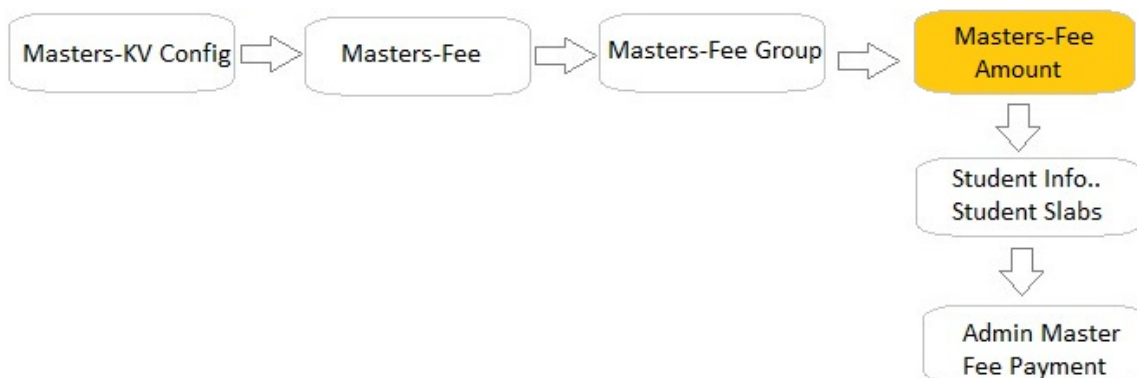 Masters-KV Config
Masters-Fee
Masters-Fee Group
Masters-Fee
Amount
Student Info..
Student Slabs
Admin Master
Fee Payment